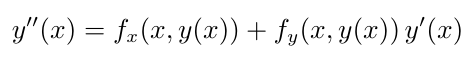 y''(x) = f_x(x, y(x)) + f_y(x, y(x)) y'(x)